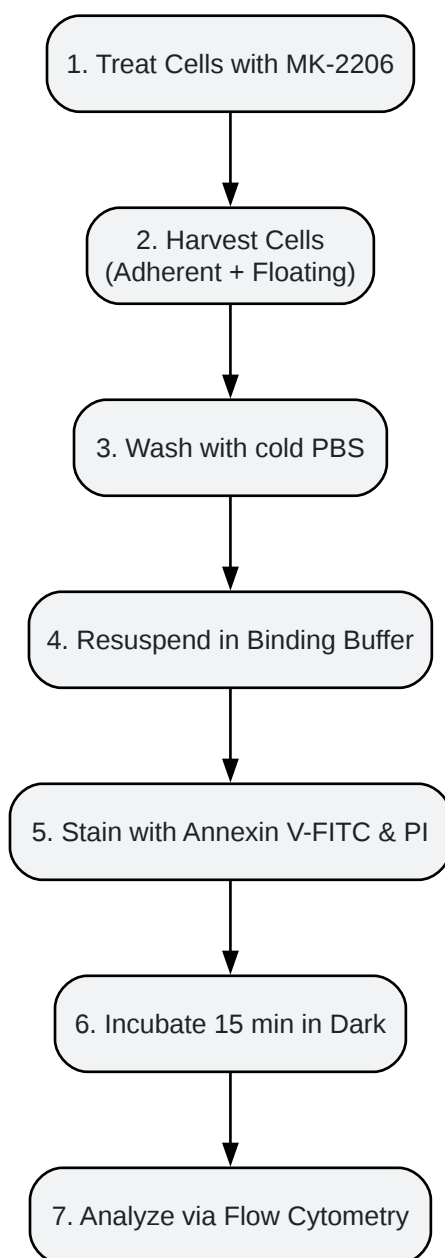 1. Treat Cells with MK-2206
2. Harvest Cells
(Adherent + Floating)
3. Wash with cold PBS
4. Resuspend in Binding Buffer
5. Stain with Annexin V-FITC & PI
6. Incubate 15 min in Dark
7. Analyze via Flow Cytometry